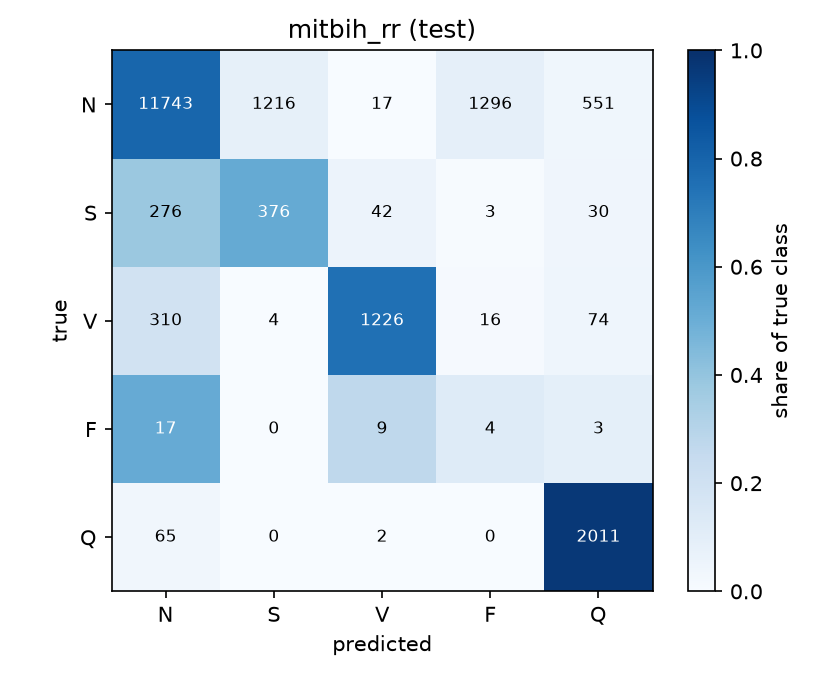 mitbih_rr (test)
N 11743 1216 17 1296 551
S 276 376 42 3 30
V 310 4 1226 16 74
F 17 0 9 4 3
Q 65 0 2 0 2011
N S V F Q
predicted
true
1.0
0.8
0.6
0.4
0.2
0.0
share of true class